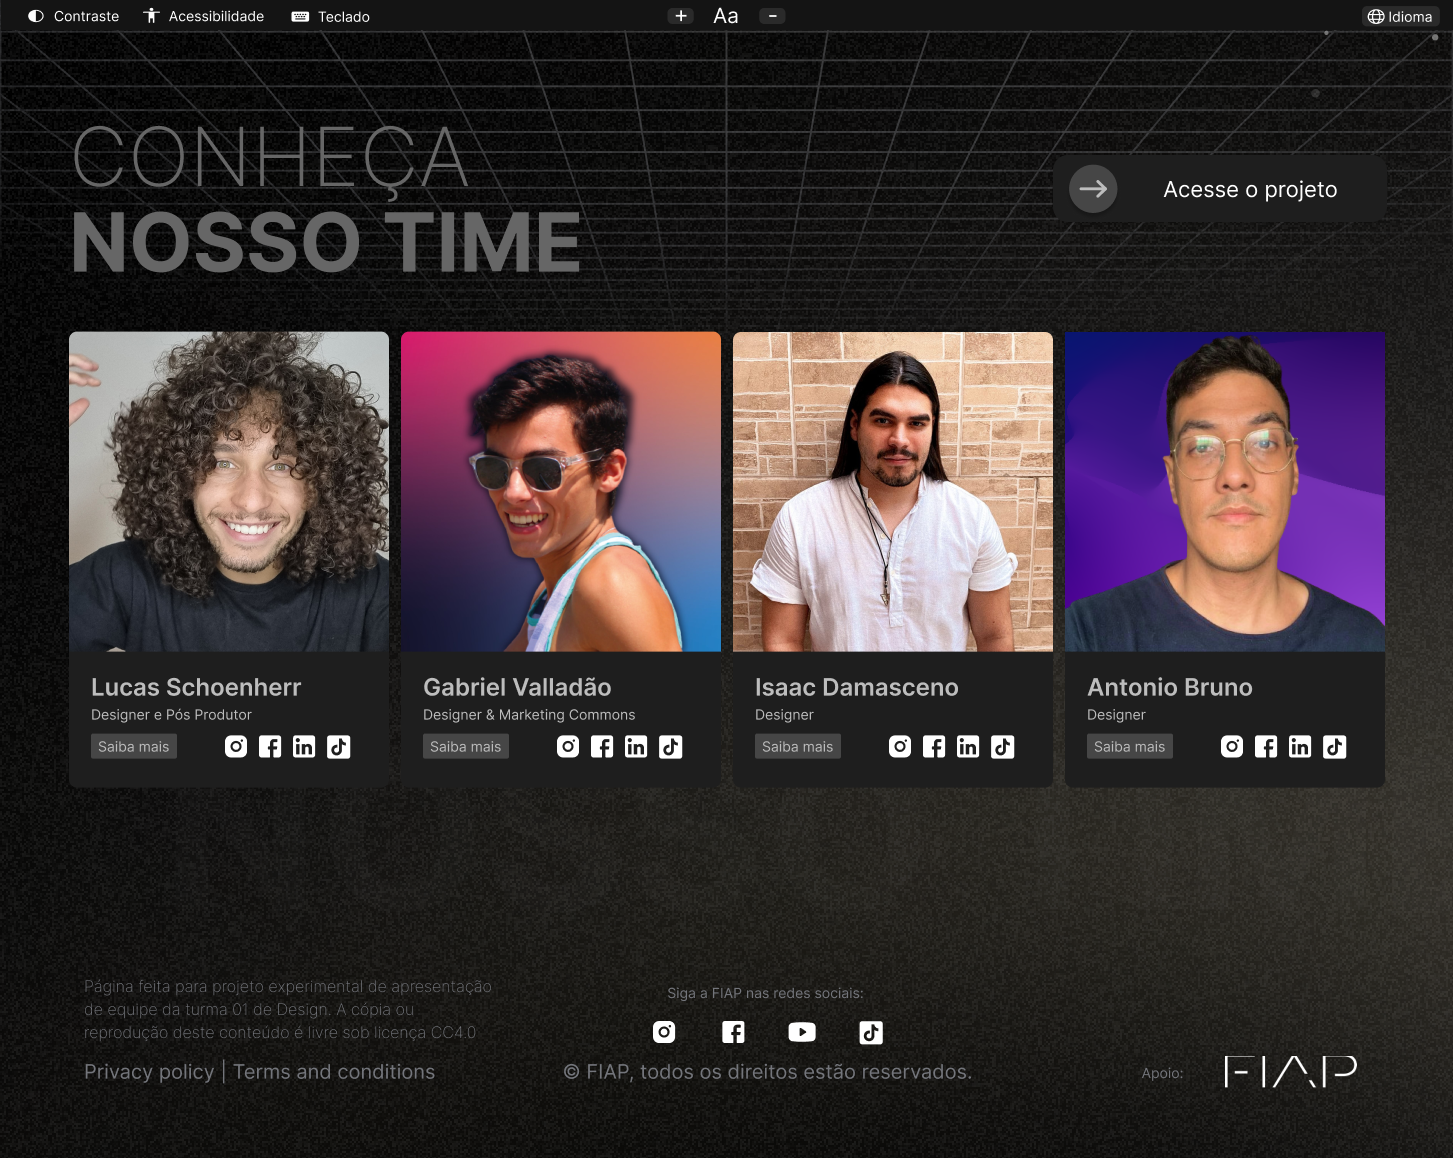 Contraste
Acessibilidade
Teclado
+
Aa
-
Idioma
CONHEÇA
NOSSO TIME
Acesse o projeto
Lucas Schoenherr
Designer e Pós Produtor
Saiba mais
Gabriel Valladão
Designer & Marketing Commons
Saiba mais
Isaac Damasceno
Designer
Saiba mais
Antonio Bruno
Designer
Saiba mais
Página feita para projeto experimental de apresentação
de equipe da turma 01 de Design. A cópia ou
reprodução deste conteúdo é livre sob licença CC4.0
Privacy policy | Terms and conditions
Siga a FIAP nas redes sociais:
© FIAP, todos os direitos estão reservados.
Apoio:
FIAP